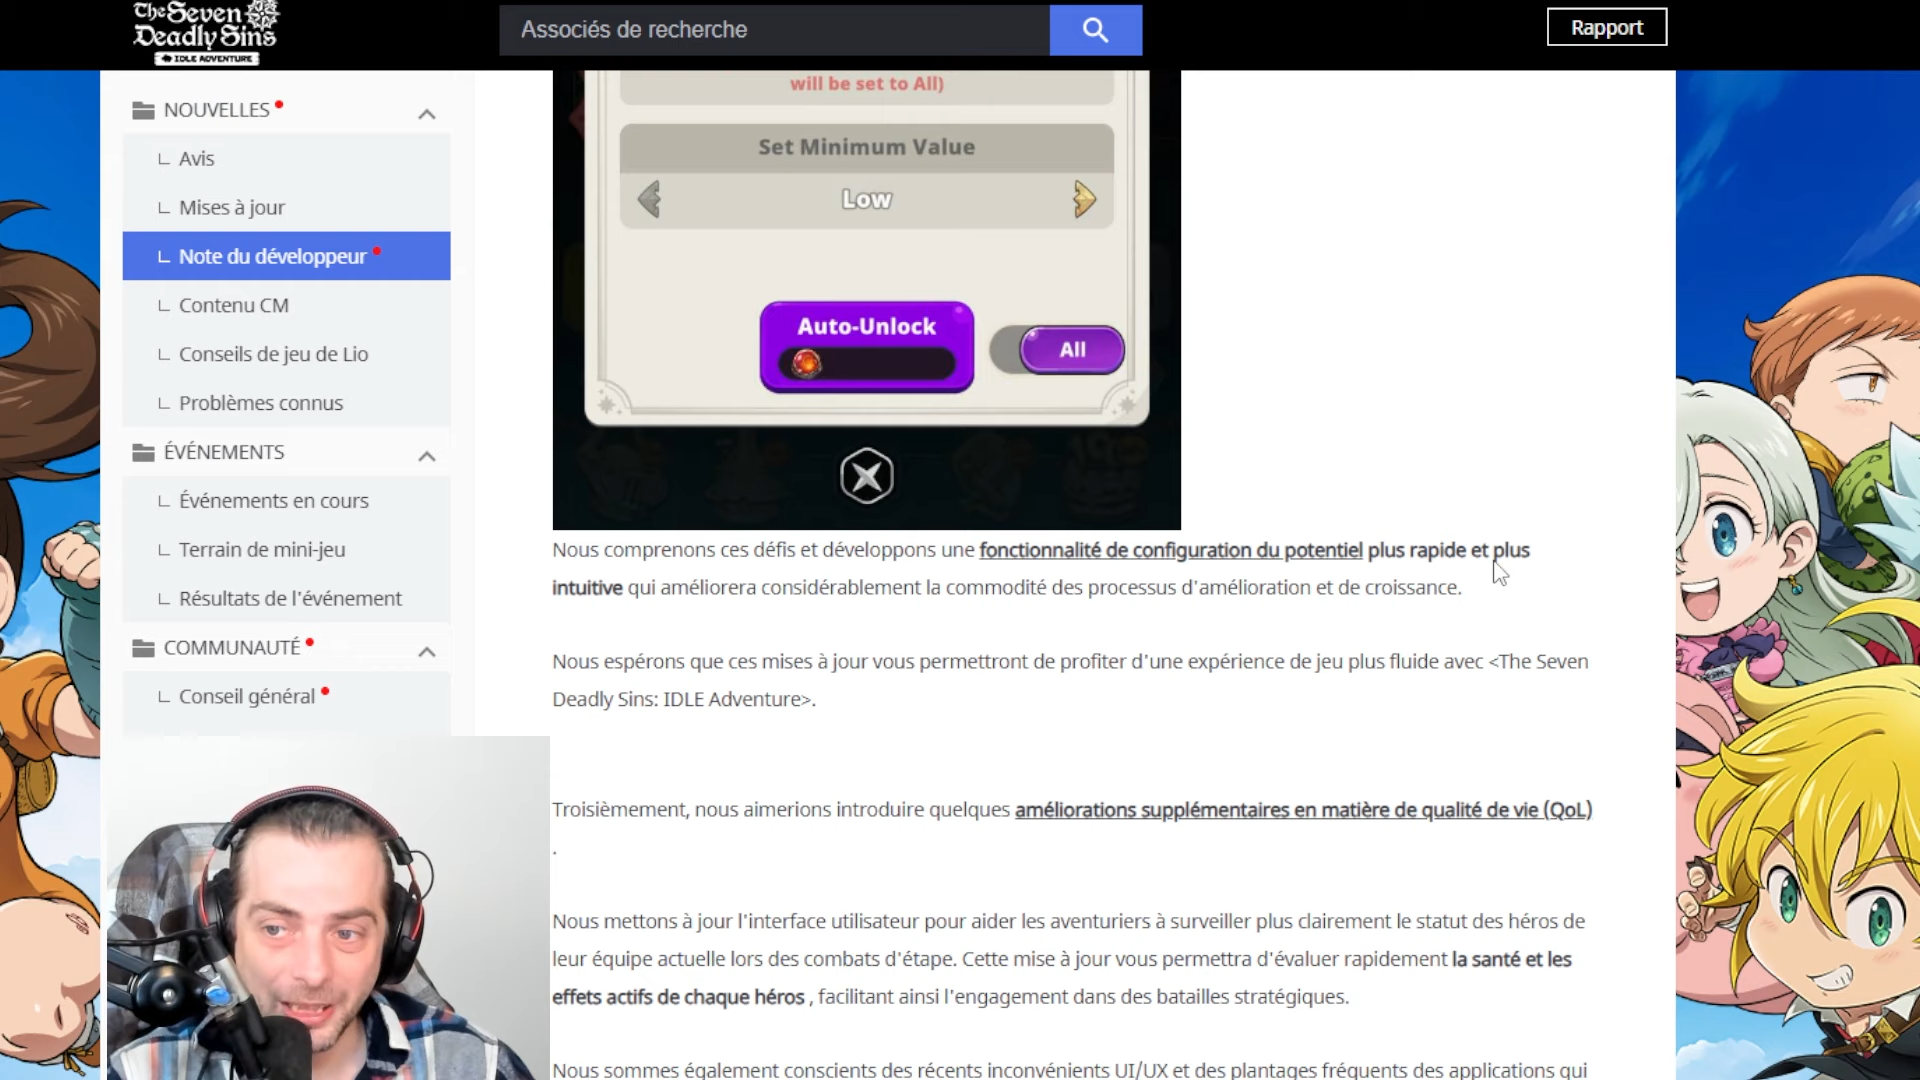 The Seven
Deadly Sins
IDLE ADVENTURE
Associés de recherche
Rapport
NOUVELLES
Avis
Mises à jour
Note du développeur
Contenu CM
Conseils de jeu de Lio
Problèmes connus
ÉVÉNEMENTS
Événements en cours
Terrain de mini-jeu
Résultats de l'événement
COMMUNAUTÉ
Conseil général
will be set to All)
Set Minimum Value
Low
Auto-Unlock
All
Nous comprenons ces défis et développons une fonctionnalité de configuration du potentiel plus rapide et plus
intuitive qui améliorera considérablement la commodité des processus d'amélioration et de croissance.
Nous espérons que ces mises à jour vous permettront de profiter d'une expérience de jeu plus fluide avec <The Seven
Deadly Sins: IDLE Adventure>.
Troisièmement, nous aimerions introduire quelques améliorations supplémentaires en matière de qualité de vie (QoL)
.
Nous mettons à jour l'interface utilisateur pour aider les aventuriers à surveiller plus clairement le statut des héros de
leur équipe actuelle lors des combats d'étape. Cette mise à jour vous permettra d'évaluer rapidement la santé et les
effets actifs de chaque héros , facilitant ainsi l'engagement dans des batailles stratégiques.
Nous sommes également conscients des récents inconvénients UI/UX et des plantages fréquents des applications qui